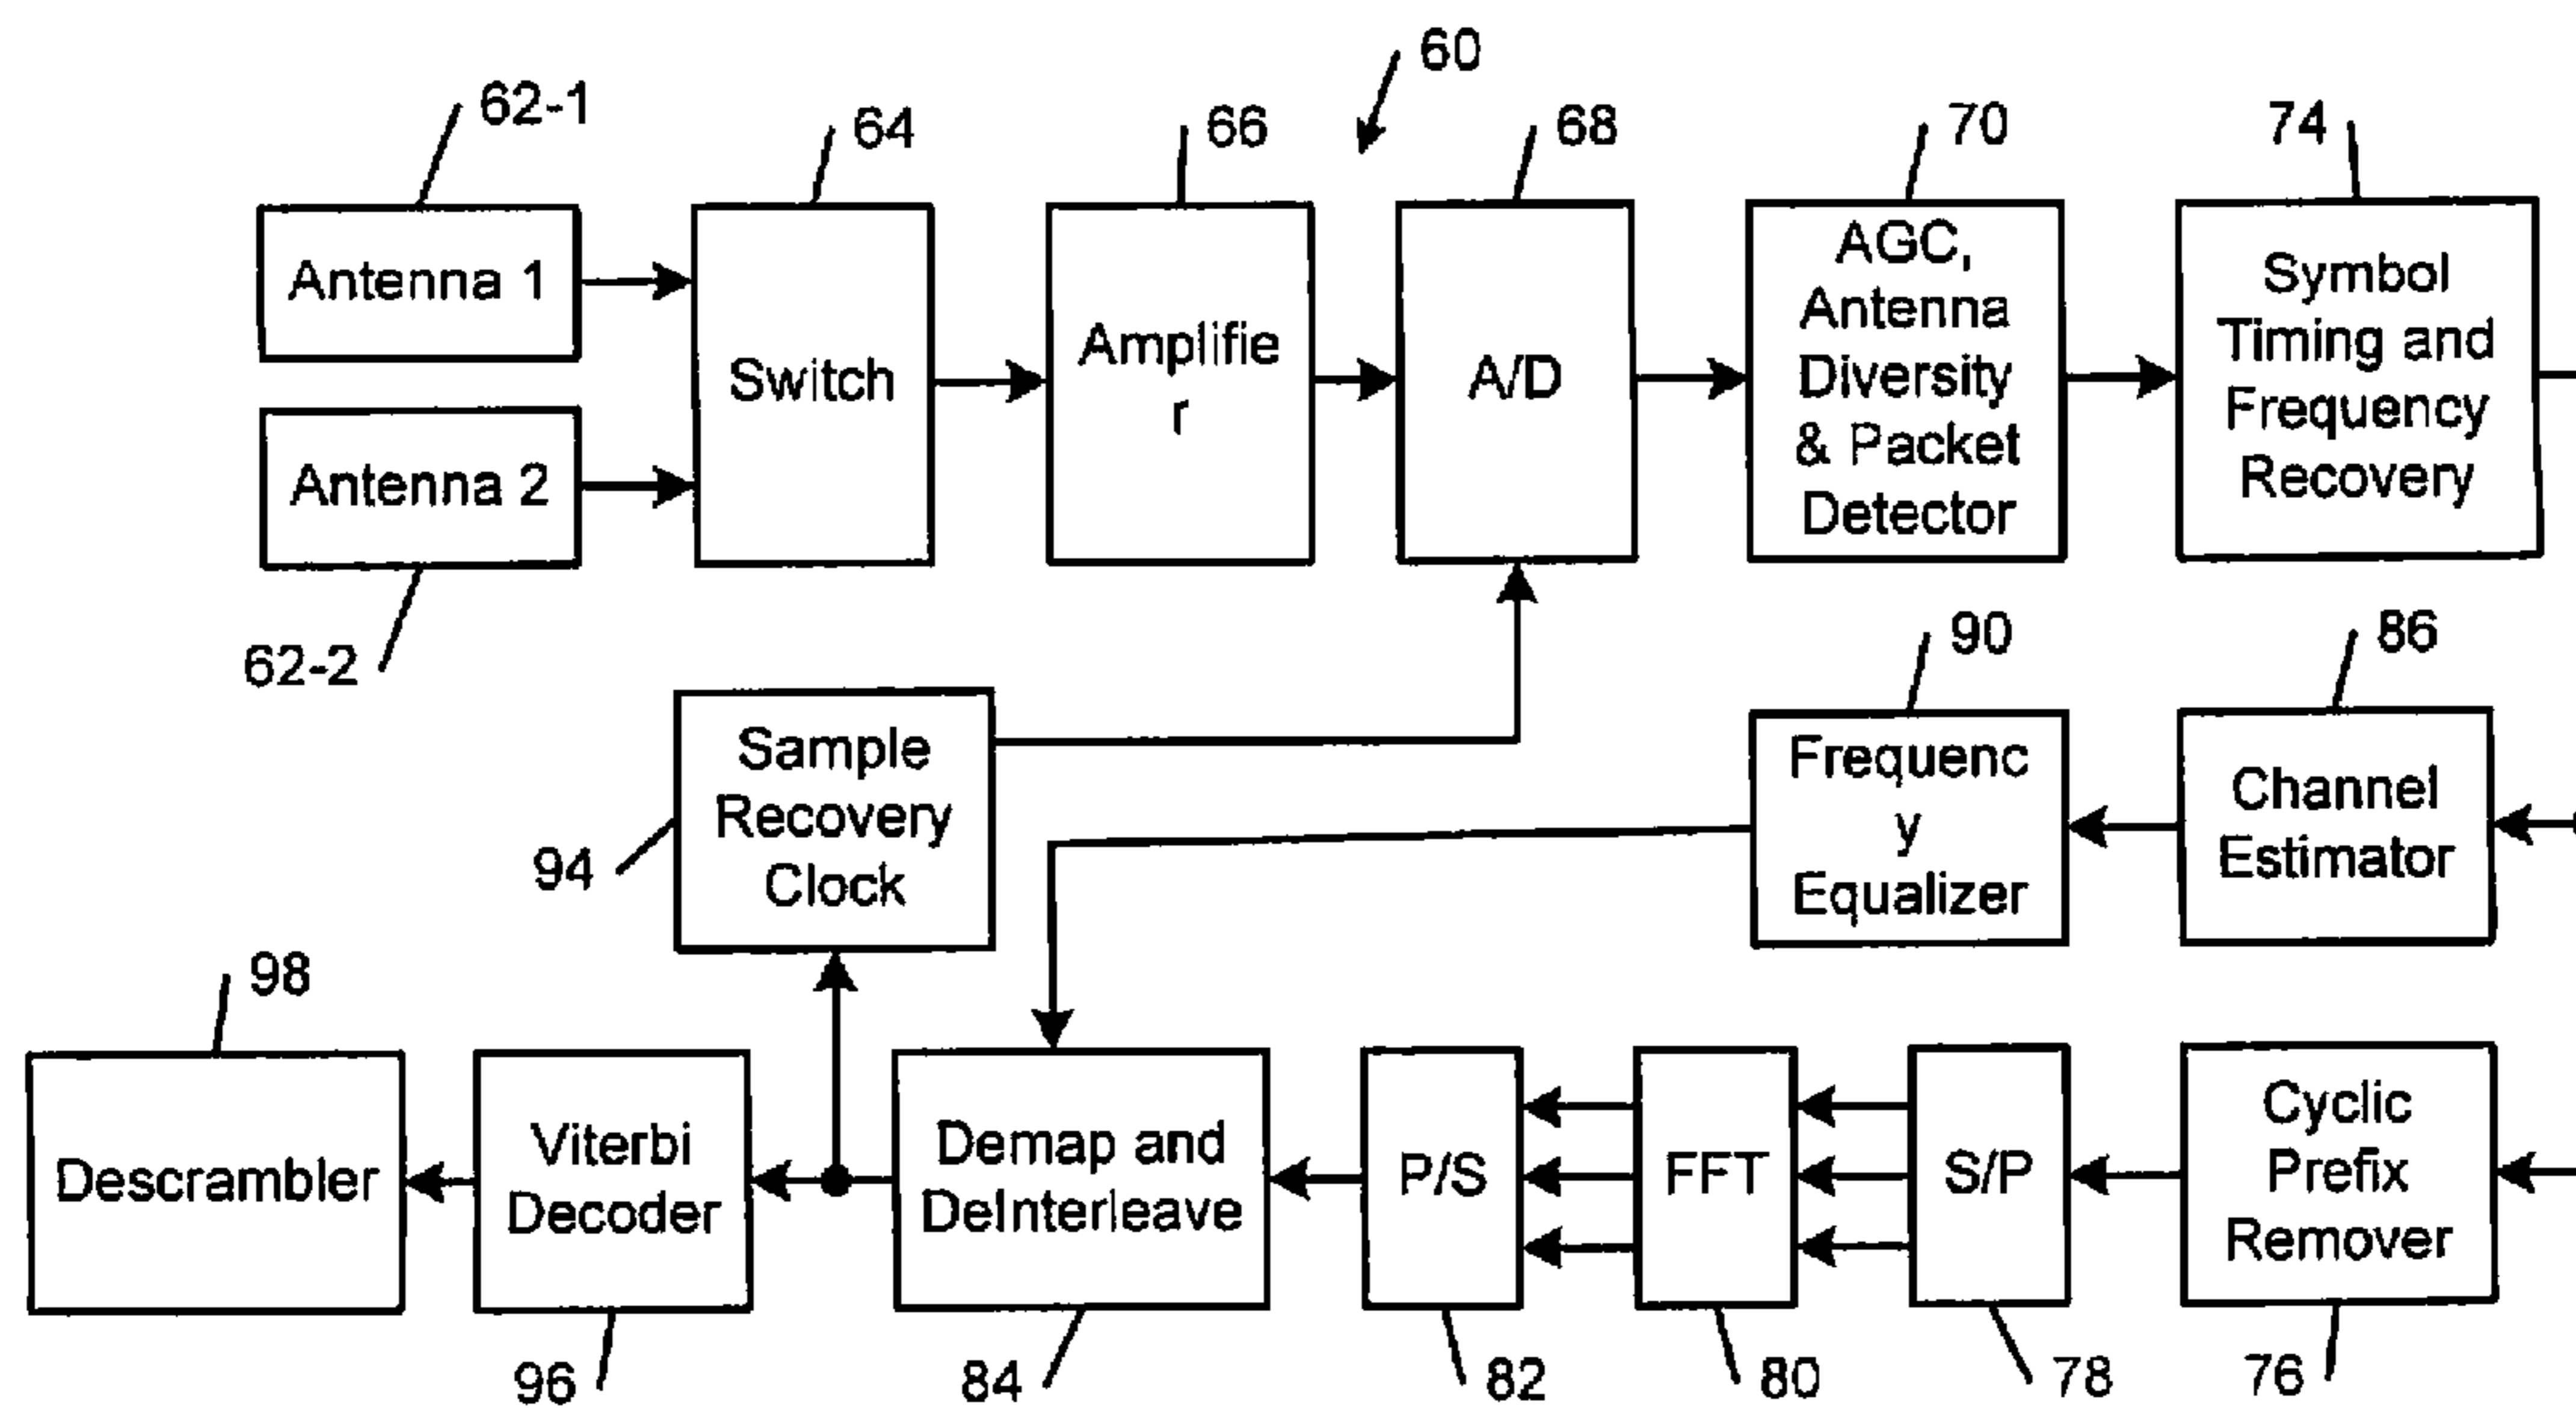 60
62-1
64
66
68
70
74
Antenna 1
Antenna 2
Switch
Amplifie
r
A/D
AGC,
Antenna
Diversity
& Packet
Detector
Symbol
Timing and
Frequency
Recovery
62-2
90
86
Sample
Recovery
Clock
94
Frequenc
y
Equalizer
Channel
Estimator
98
Descrambler
Viterbi
Decoder
Demap and
DeInterleave
P/S
FFT
S/P
Cyclic
Prefix
Remover
96
84
82
80
78
76